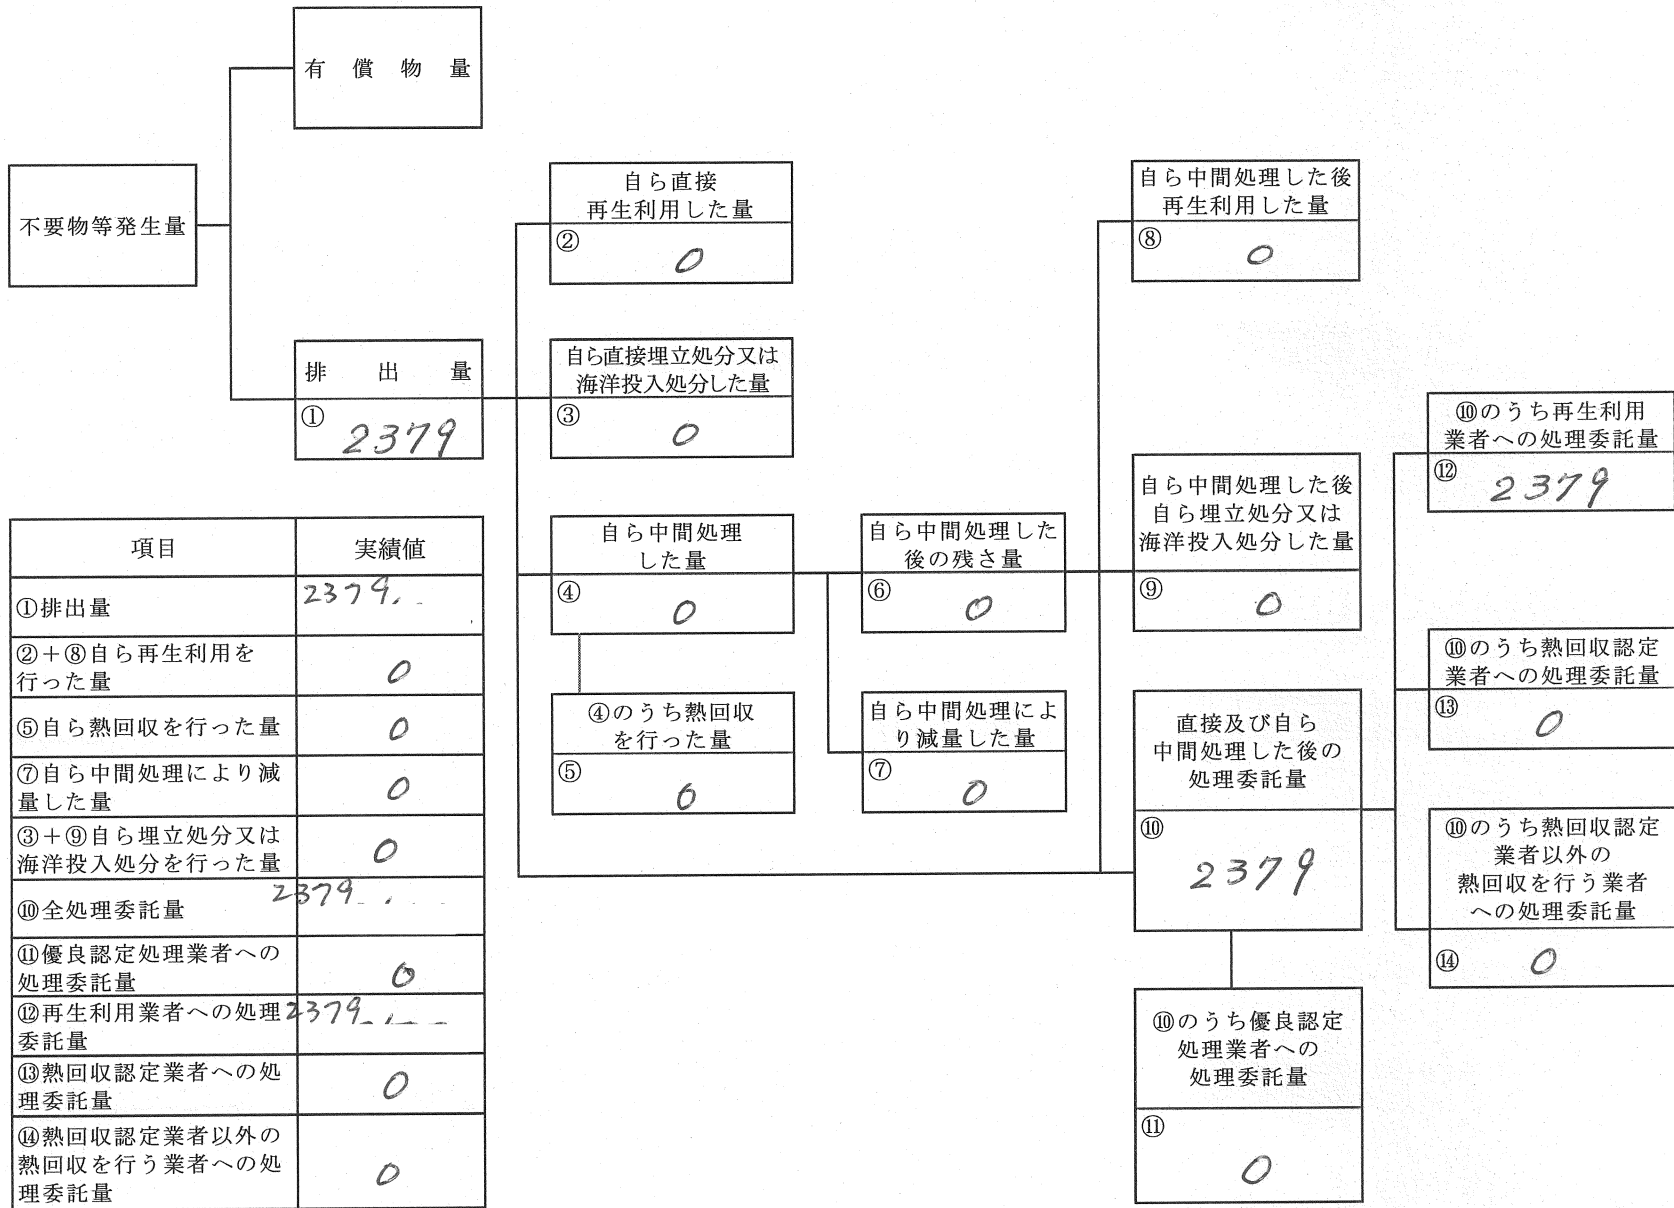 有償物量
不要物等発生量
排出量
① 2379
自ら直接
再生利用した量
② 0
自ら直接埋立処分又は
海洋投入処分した量
③ 0
自ら中間処理
した量
④ 0
④のうち熱回収
を行った量
⑤ 0
自ら中間処理した
後の残さ量
⑥ 0
自ら中間処理によ
り減量した量
⑦ 0
自ら中間処理した後
再生利用した量
⑧ 0
自ら中間処理した後
自ら埋立処分又は
海洋投入処分した量
⑨ 0
直接及び自ら
中間処理した後の
処理委託量
⑩
2379
⑩のうち優良認定
処理業者への
処理委託量
⑪
0
⑩のうち再生利用
業者への処理委託量
⑫ 2379
⑩のうち熱回収認定
業者への処理委託量
⑬ 0
⑩のうち熱回収認定
業者以外の
熱回収を行う業者
への処理委託量
⑭ 0
項目 実績値
①排出量 2379.
②+⑧自ら再生利用を
行った量 0
⑤自ら熱回収を行った量 0
⑦自ら中間処理により減
量した量 0
③+⑨自ら埋立処分又は
海洋投入処分を行った量 0
⑩全処理委託量 2379
⑪優良認定処理業者への
処理委託量 0
⑫再生利用業者への処理 2379
委託量
⑬熱回収認定業者への処
理委託量 0
⑭熱回収認定業者以外の
熱回収を行う業者への処
理委託量 0